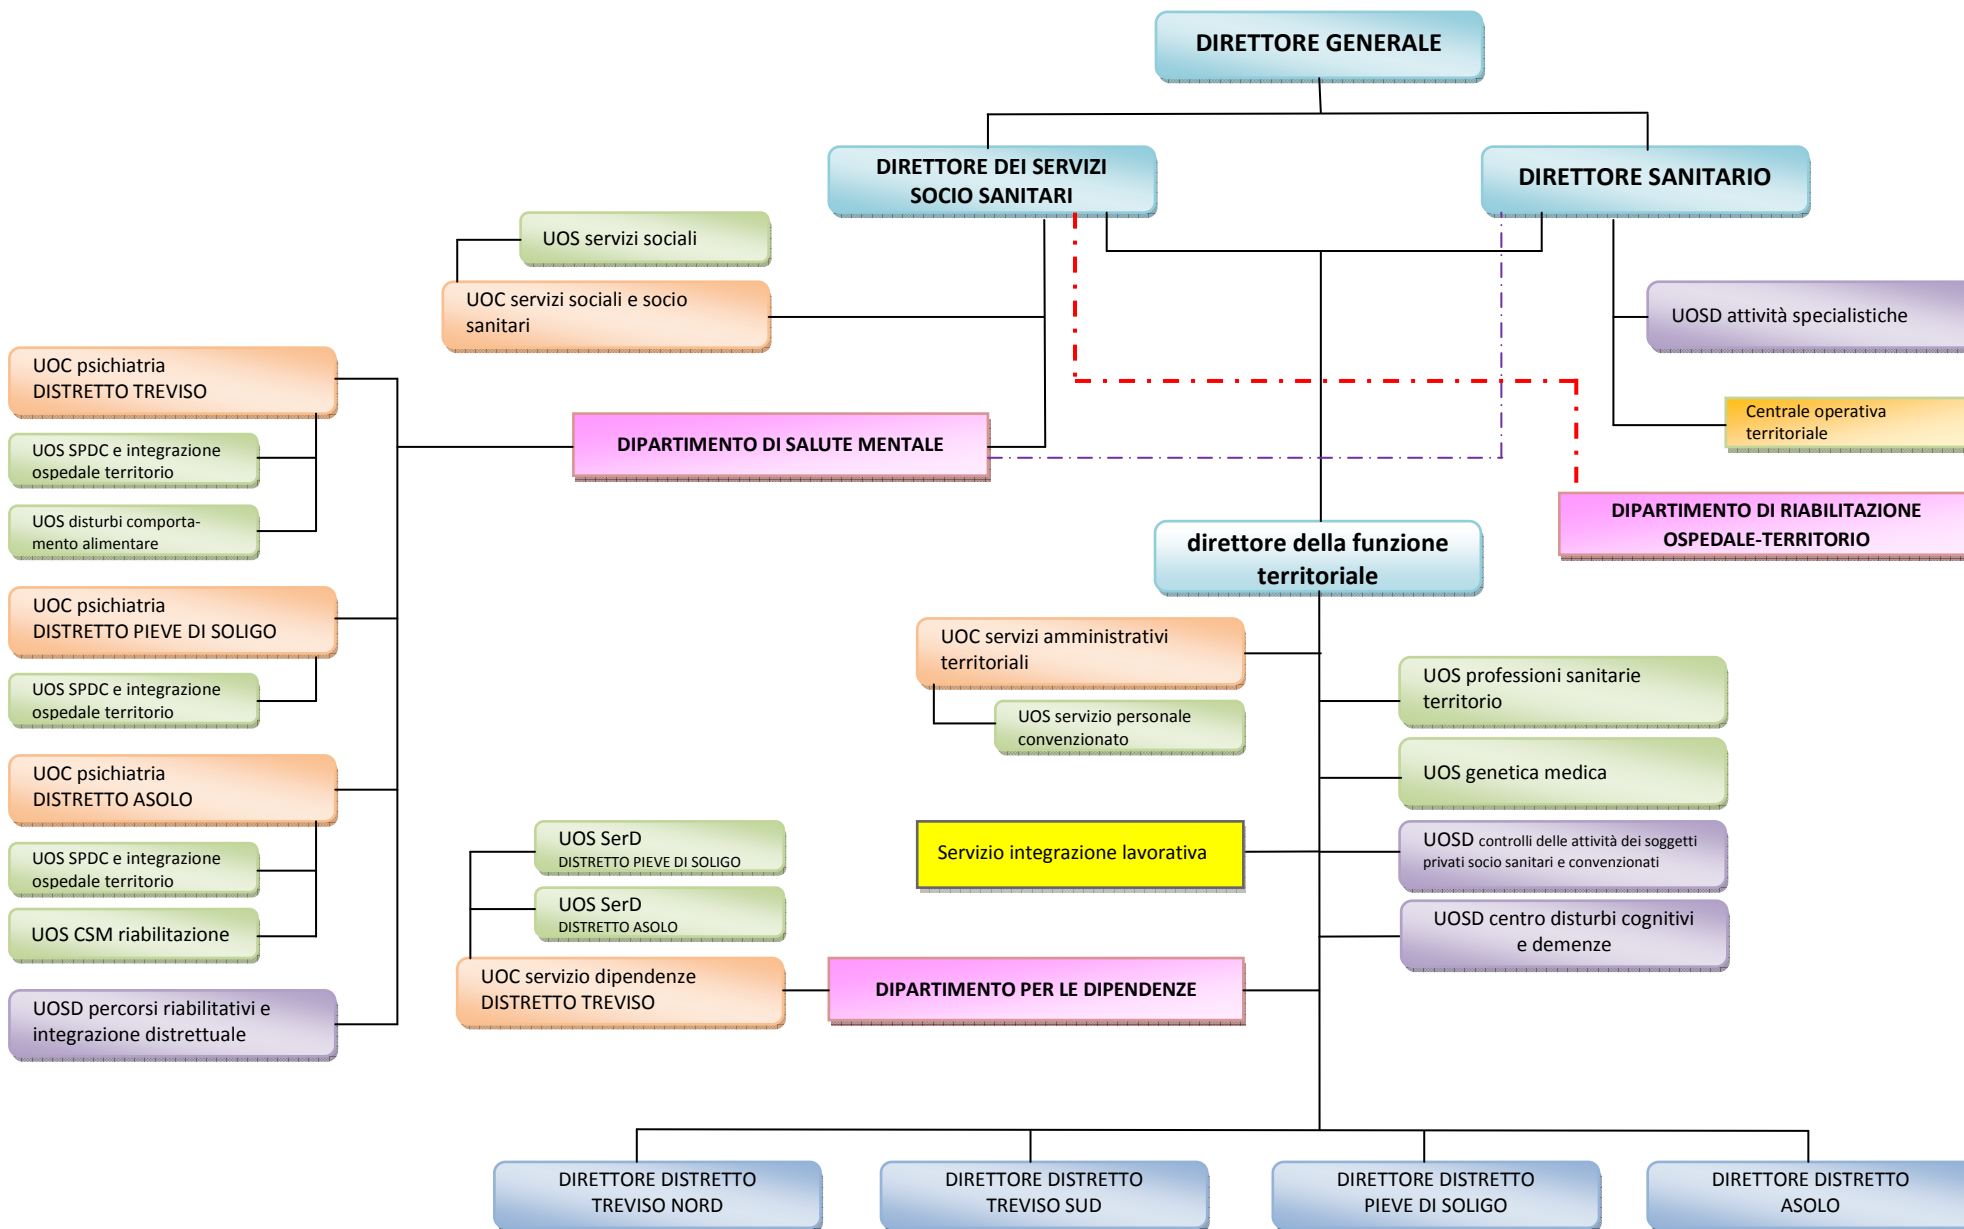 DIRETTORE GENERALE
DIRETTORE DEI SERVIZI
SOCIO SANITARI
DIRETTORE SANITARIO
UOS servizi sociali
UOC servizi sociali e socio
sanitari
UOSD attività specialistiche
Centrale operativa
territoriale
UOC psichiatria
DISTRETTO TREVISO
UOS SPDC e integrazione
ospedale territorio
UOS disturbi comporta-
mento alimentare
DIPARTIMENTO DI SALUTE MENTALE
DIPARTIMENTO DI RIABILITAZIONE
OSPEDALE-TERRITORIO
direttore della funzione
territoriale
UOC psichiatria
DISTRETTO PIEVE DI SOLIGO
UOS SPDC e integrazione
ospedale territorio
UOC servizi amministrativi
territoriali
UOS servizio personale
convenzionato
UOS professioni sanitarie
territorio
UOS genetica medica
UOC psichiatria
DISTRETTO ASOLO
UOS SPDC e integrazione
ospedale territorio
UOS CSM riabilitazione
UOSD percorsi riabilitativi e
integrazione distrettuale
UOS SerD
DISTRETTO PIEVE DI SOLIGO
UOS SerD
DISTRETTO ASOLO
UOC servizio dipendenze
DISTRETTO TREVISO
Servizio integrazione lavorativa
UOSD controlli delle attività dei soggetti
privati socio sanitari e convenzionati
UOSD centro disturbi cognitivi
e demenze
DIPARTIMENTO PER LE DIPENDENZE
DIRETTORE DISTRETTO
TREVISO NORD
DIRETTORE DISTRETTO
TREVISO SUD
DIRETTORE DISTRETTO
PIEVE DI SOLIGO
DIRETTORE DISTRETTO
ASOLO